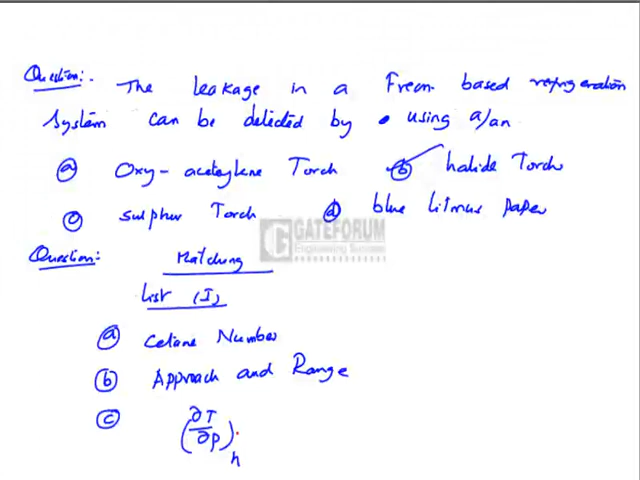 Question:- The leakage in a Freon based refrigeration
System can be detected by using a/an
(a) Oxy-acetylene Torch (b) halide Torch
(c) sulphur Torch (d) blue litmus paper
GATEFORUM
Engineering Success
Question: Matching
List (I)
(a) Cetane Number
(b) Approach and Range
(c) (∂T/∂P)h